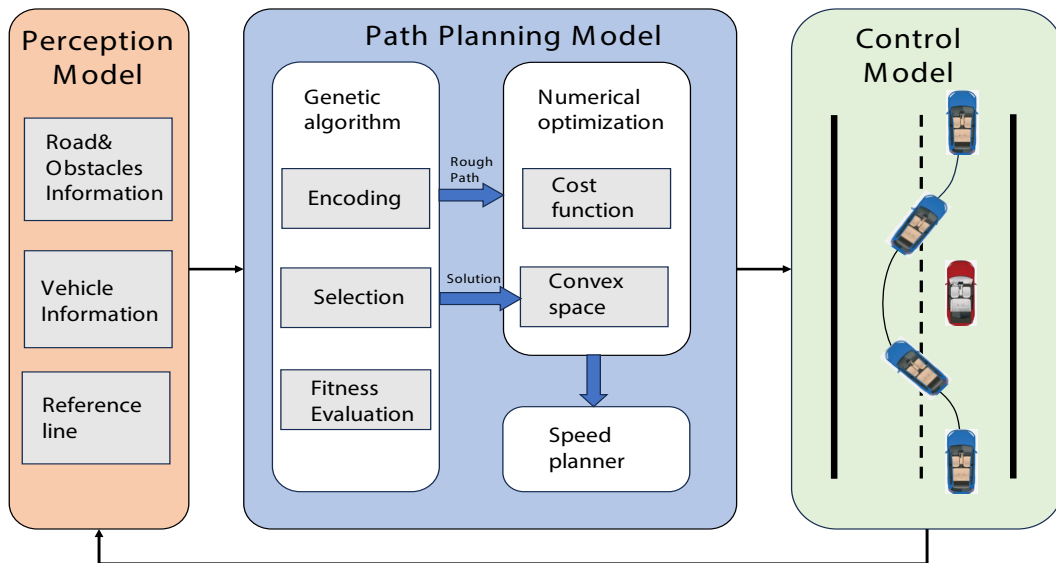 Perception
Model
Road&
Obstacles
Information
Vehicle
Information
Reference
line
Path Planning Model
Genetic
algorithm
Encoding
Selection
Fitness
Evaluation
Rough
Path
Solution
Numerical
optimization
Cost
function
Convex
space
Speed
planner
Control
Model